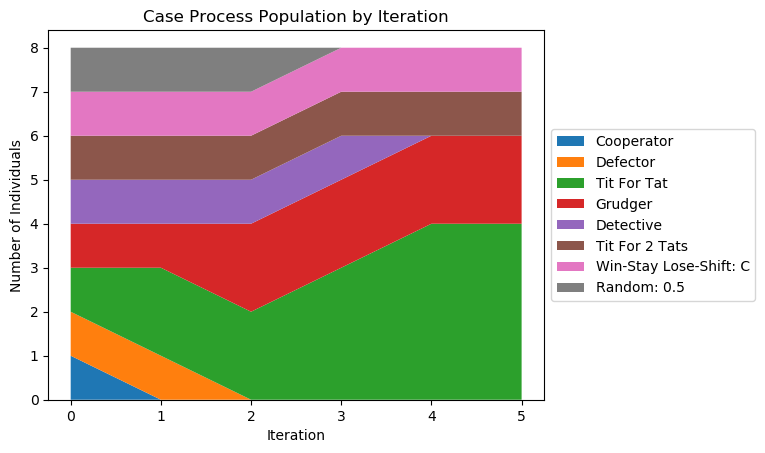 Case Process Population by Iteration
Number of Individuals
8
7
6
5
4
3
2
1
0
0 1 2 3 4 5
Iteration
Cooperator
Defector
Tit For Tat
Grudger
Detective
Tit For 2 Tats
Win-Stay Lose-Shift: C
Random: 0.5